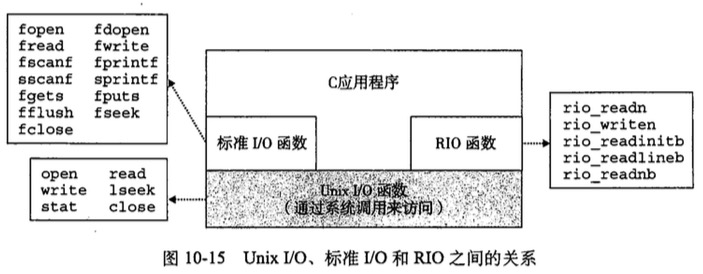 fopen fdopen
fread fwrite
fscanf fprintf
sscanf sprintf
fgets fputs
fflush fseek
fclose
C应用程序
标准 I/O 函数
RIO 函数
rio_readn
rio_writen
rio_readinitb
rio_readlineb
rio_readnb
open read
write lseek
stat close
Unix I/O 函数
（通过系统调用来访问）
图 10-15 Unix I/O、标准 I/O 和 RIO 之间的关系